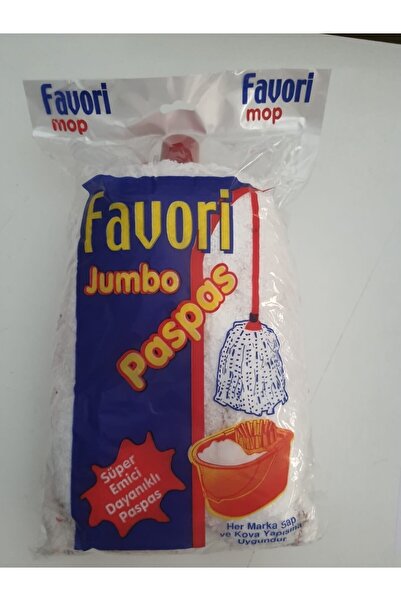 Favori
mop
Favori
mop
Favori
Jumbo
Paspas
Süper
Emici
Dayanıklı
Paspas
Her Marka Sap
ve Kova Yapısına
Uygundur